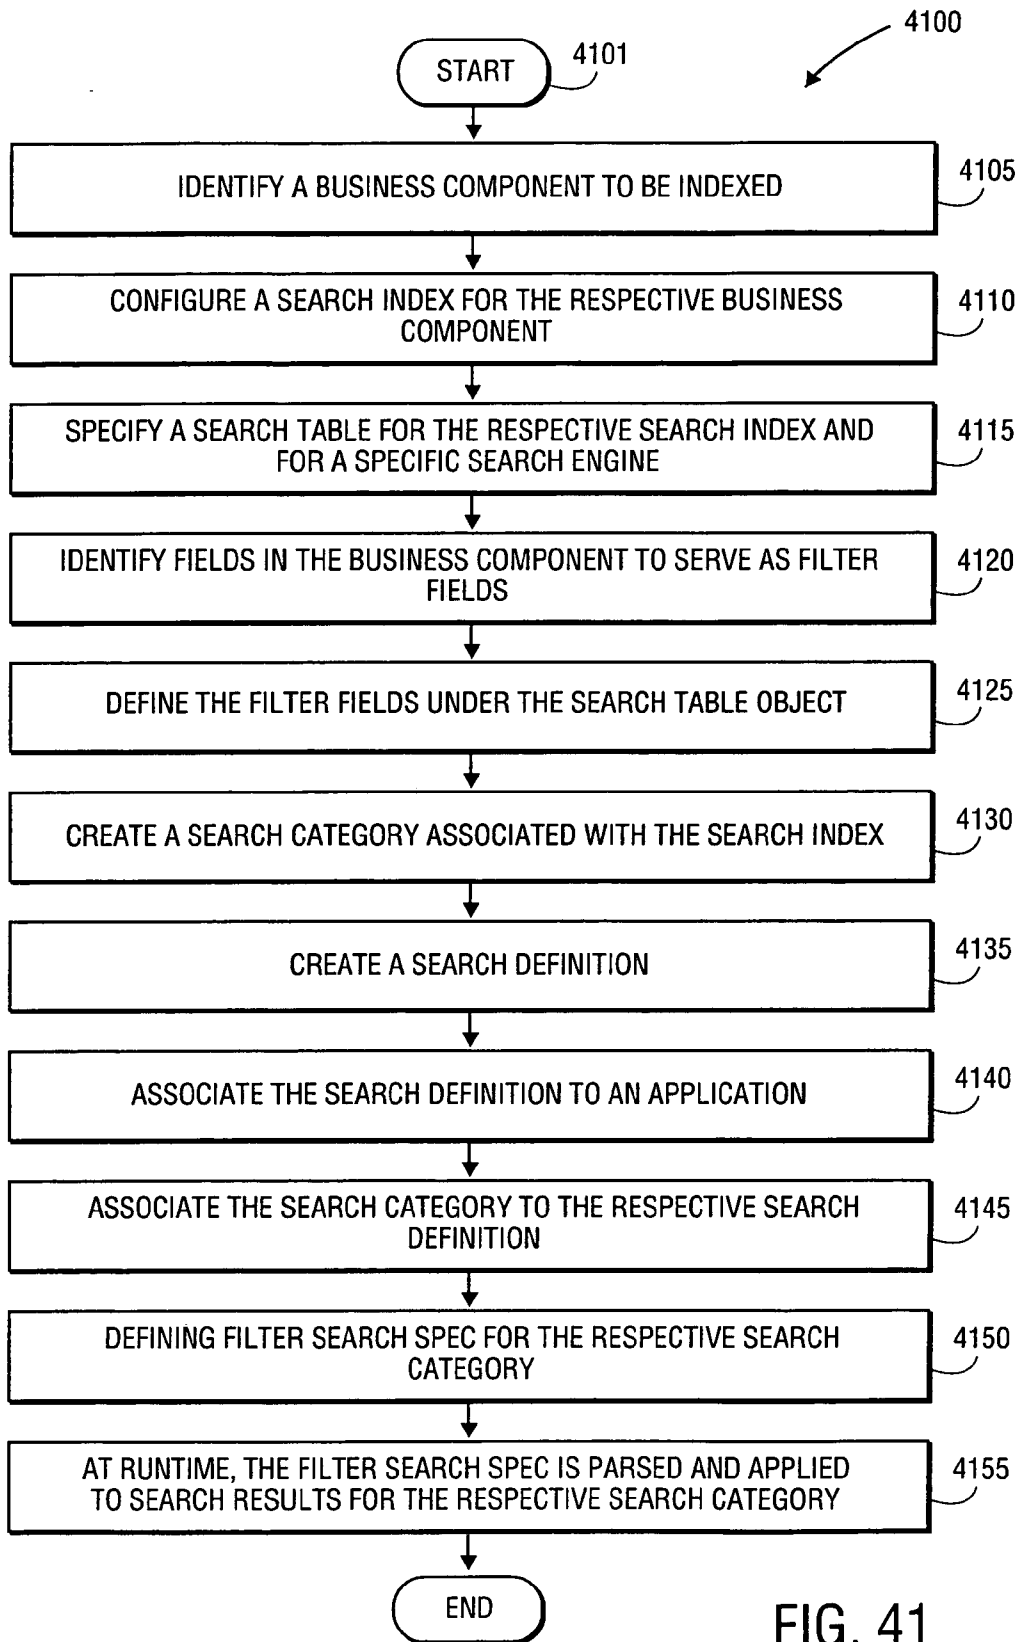 4100
START
4101
IDENTIFY A BUSINESS COMPONENT TO BE INDEXED
4105
CONFIGURE A SEARCH INDEX FOR THE RESPECTIVE BUSINESS
COMPONENT
4110
SPECIFY A SEARCH TABLE FOR THE RESPECTIVE SEARCH INDEX AND
FOR A SPECIFIC SEARCH ENGINE
4115
IDENTIFY FIELDS IN THE BUSINESS COMPONENT TO SERVE AS FILTER
FIELDS
4120
DEFINE THE FILTER FIELDS UNDER THE SEARCH TABLE OBJECT
4125
CREATE A SEARCH CATEGORY ASSOCIATED WITH THE SEARCH INDEX
4130
CREATE A SEARCH DEFINITION
4135
ASSOCIATE THE SEARCH DEFINITION TO AN APPLICATION
4140
ASSOCIATE THE SEARCH CATEGORY TO THE RESPECTIVE SEARCH
DEFINITION
4145
DEFINING FILTER SEARCH SPEC FOR THE RESPECTIVE SEARCH
CATEGORY
4150
AT RUNTIME, THE FILTER SEARCH SPEC IS PARSED AND APPLIED
TO SEARCH RESULTS FOR THE RESPECTIVE SEARCH CATEGORY
4155
END
FIG. 41